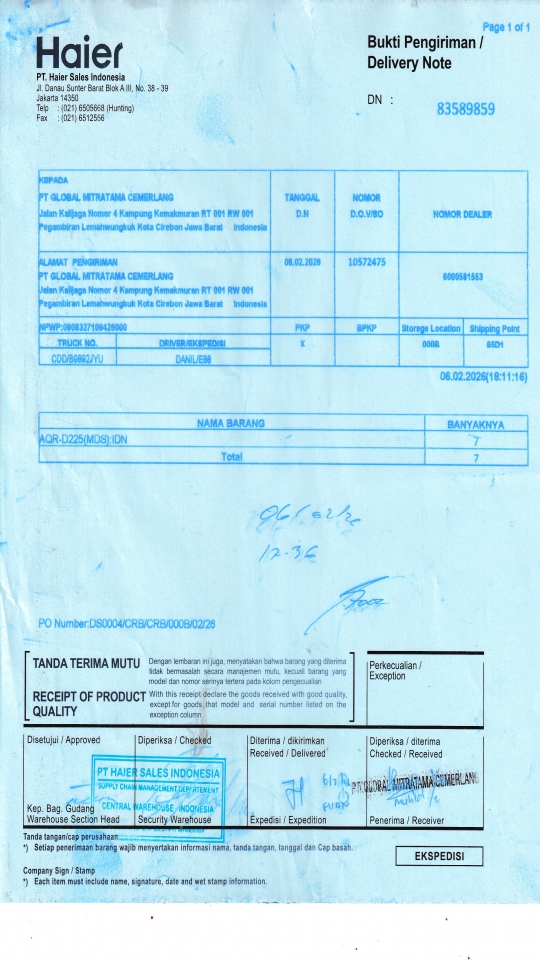 Page 1 of 1
Haier
Bukti Pengiriman /
Delivery Note
PT. Haier Sales Indonesia
Jl. Danau Sunter Barat Blok A III, No. 38 - 39
Jakarta 14350
Telp : (021) 6505668 (Hunting)
Fax : (021) 6512556
DN : 83589859
KEPADA
PT GLOBAL MITRATAMA CEMERLANG
Jalan Kalijaga Nomor 4 Kampung Kemakmuran RT 001 RW 001
Pegambiran Lemahwungkuk Kota Cirebon Jawa Barat Indonesia
TANGGAL
D.N
NOMOR
D.O.V/SO
NOMOR DEALER
ALAMAT PENGIRIMAN
PT GLOBAL MITRATAMA CEMERLANG
Jalan Kalijaga Nomor 4 Kampung Kemakmuran RT 001 RW 001
Pegambiran Lemahwungkuk Kota Cirebon Jawa Barat Indonesia
06.02.2026
10572475
PKP
BPKP
Storege Location
Shipping Point
TRUCK NO.
DRIVER/EKSPEDISI
X
000B
DANIL/E86
06.02.2026(18:11:16)
NAMA BARANG
BANYAKNYA
AQR-D225(MDS):IDN
7
Total
7
06/02/26
12.36
PO Number:DS0004/CRB/CRB/000B/02/26
TANDA TERIMA MUTU
Dengan lembaran ini juga, menyatakan bahwa barang yang diterima
tidak bermasalah secara manajemen mutu, kecuali barang yang
model dan nomor serinya tertera pada kolom pengecualian
RECEIPT OF PRODUCT
QUALITY
With this receipt declare the goods received with good quality,
except for goods that model and serial number listed on the
exception column
Perkecualian /
Exception
Disetujui / Approved
Diperiksa / Checked
Diterima / dikirimkan
Received / Delivered
Diperiksa / diterima
Checked / Received
PT HAIER SALES INDONESIA
SUPPLY CHAIN MANAGEMENT DEPARTEMENT
CENTRAL WAREHOUSE - INDONESIA
PT.GLOBAL MITRATAMA CEMERLANG
Kep. Bag. Gudang
Warehouse Section Head
Security Warehouse
Expedisi / Expedition
Penerima / Receiver
Tanda tangan/cap perusahaan
*) Setiap penerimaan barang wajib menyertakan informasi nama, tanda tangan, tanggal dan Cap basah.
EKSPEDISI
Company Sign / Stamp
*) Each item must include name, signature, date and wet stamp information.